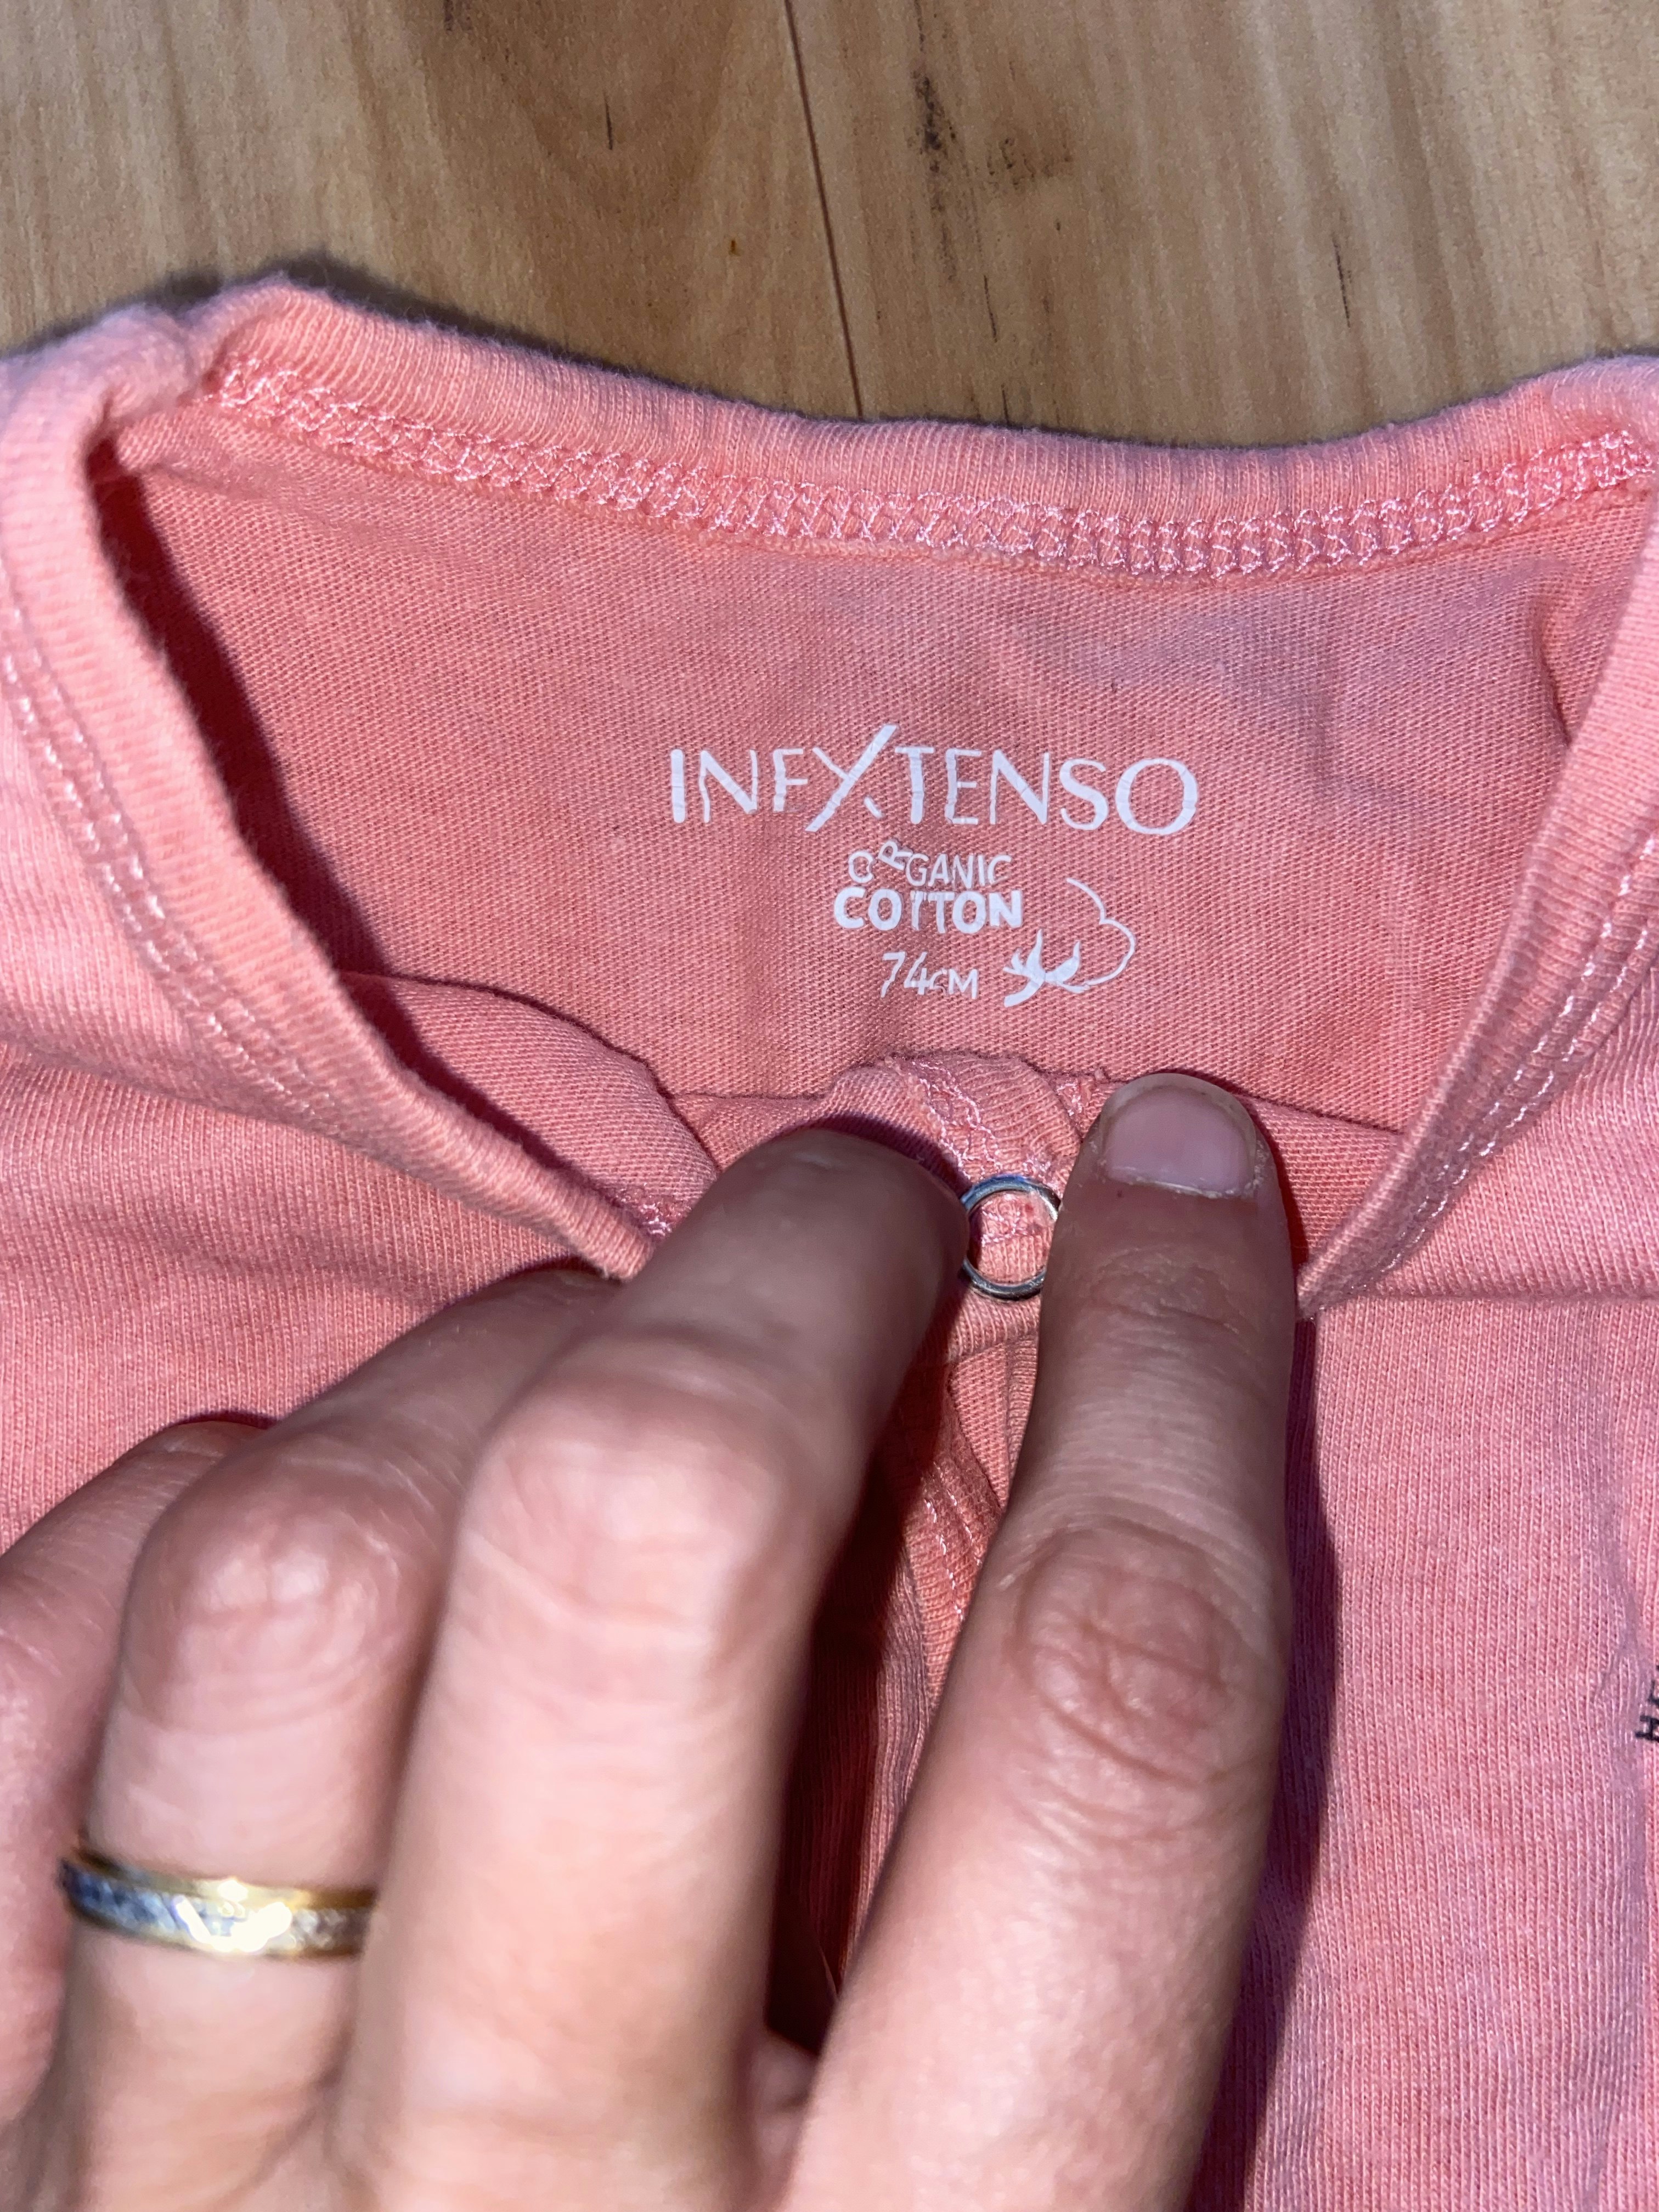 INEXTENSO
ORGANIC
COTTON
74CM